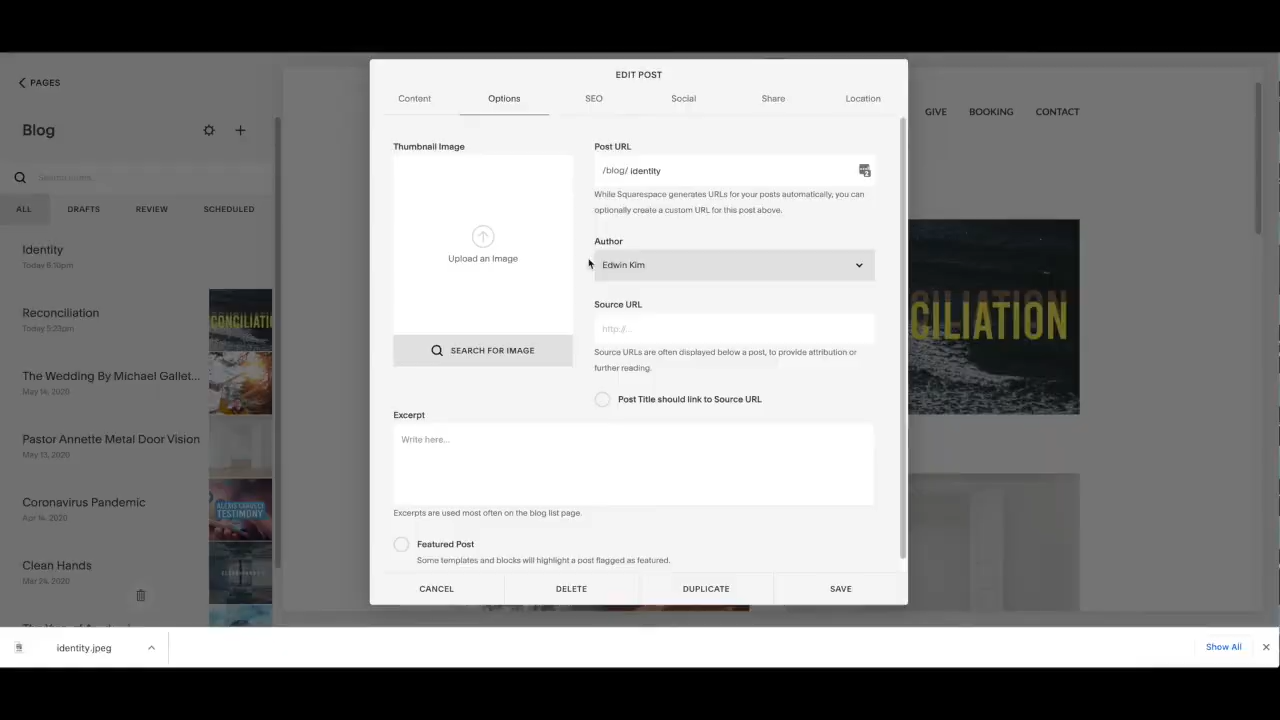 PAGES
Blog
Search items...
ALL DRAFTS REVIEW SCHEDULED
Identity
Today 6:10pm
Reconciliation
Today 5:23pm
The Wedding By Michael Gallet...
May 14, 2020
Pastor Annette Metal Door Vision
May 13, 2020
Coronavirus Pandemic
Apr 14, 2020
ALEXIS CARUCCI
TESTIMONY
Clean Hands
Mar 24, 2020
EDIT POST
Content Options SEO Social Share Location
Thumbnail Image
Upload an Image
SEARCH FOR IMAGE
Post URL
/blog/ identity
While Squarespace generates URLs for your posts automatically, you can
optionally create a custom URL for this post above.
Author
Edwin Kim
Source URL
http://...
Source URLs are often displayed below a post, to provide attribution or
further reading.
Post Title should link to Source URL
Excerpt
Write here...
Excerpts are used most often on the blog list page.
Featured Post
Some templates and blocks will highlight a post flagged as featured.
CANCEL DELETE DUPLICATE SAVE
GIVE BOOKING CONTACT
CILIATION
identity.jpeg
Show All